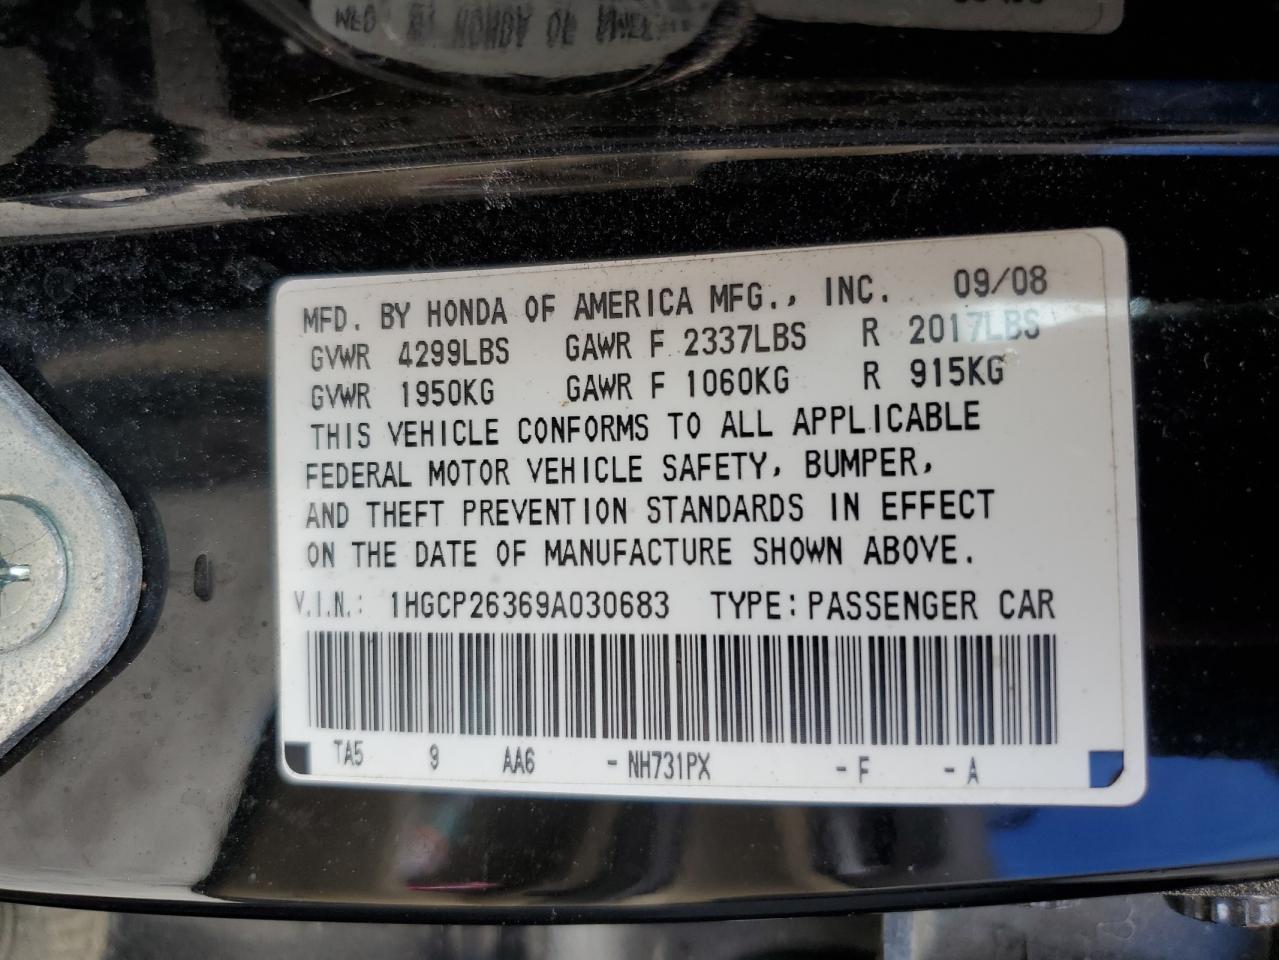 MFD. BY HONDA OF AMERICA MFG., INC. 09/08
GVWR 4299LBS GAWR F 2337LBS R 2017LBS
GVWR 1950KG GAWR F 1060KG R 915KG
THIS VEHICLE CONFORMS TO ALL APPLICABLE
FEDERAL MOTOR VEHICLE SAFETY, BUMPER,
AND THEFT PREVENTION STANDARDS IN EFFECT
ON THE DATE OF MANUFACTURE SHOWN ABOVE.
V.I.N.: 1HGCP26369A030683 TYPE:PASSENGER CAR
TA5 9 AA6 -NH731PX -F -A